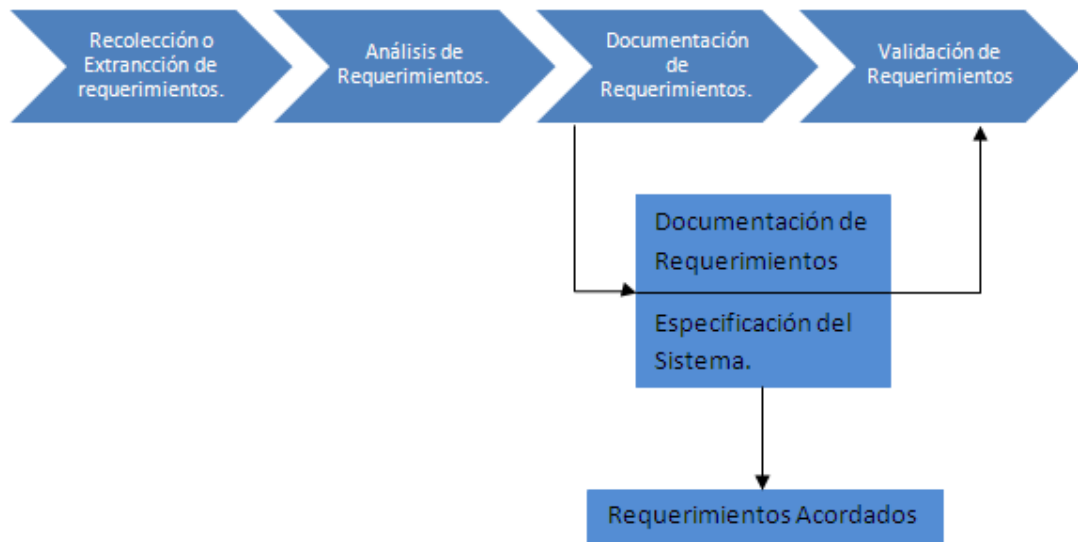 Recolección o
Extrancción de
requerimientos.
Análisis de
Requerimientos.
Documentación
de
Requerimientos.
Validación de
Requerimientos
Documentación de
Requerimientos
Especificación del
Sistema.
Requerimientos Acordados